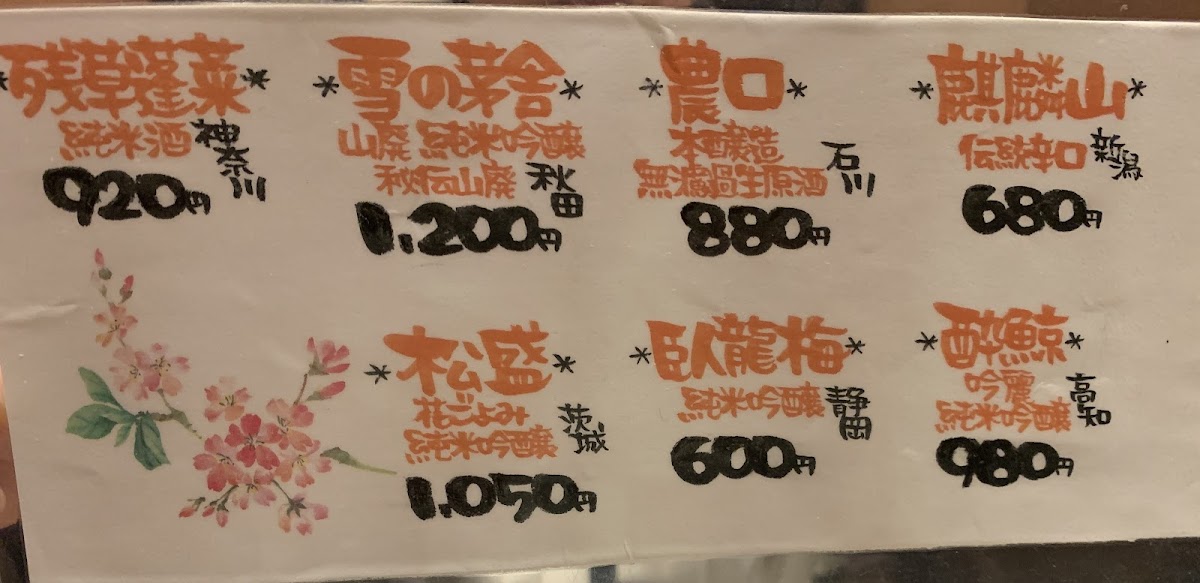 残草蓬莱
純米酒
神奈川
920円
雪の茅舎
山廃 純米吟醸
秘伝山廃
秋田
1,200円
農口
本醸造
無濾過生原酒
石川
880円
麒麟山
伝統辛口
新潟
680円
松盛
花じよみ
純米吟醸
茨城
1,050円
臥龍梅
純米吟醸
静岡
600円
酔鯨
吟麗
純米吟醸
高知
980円